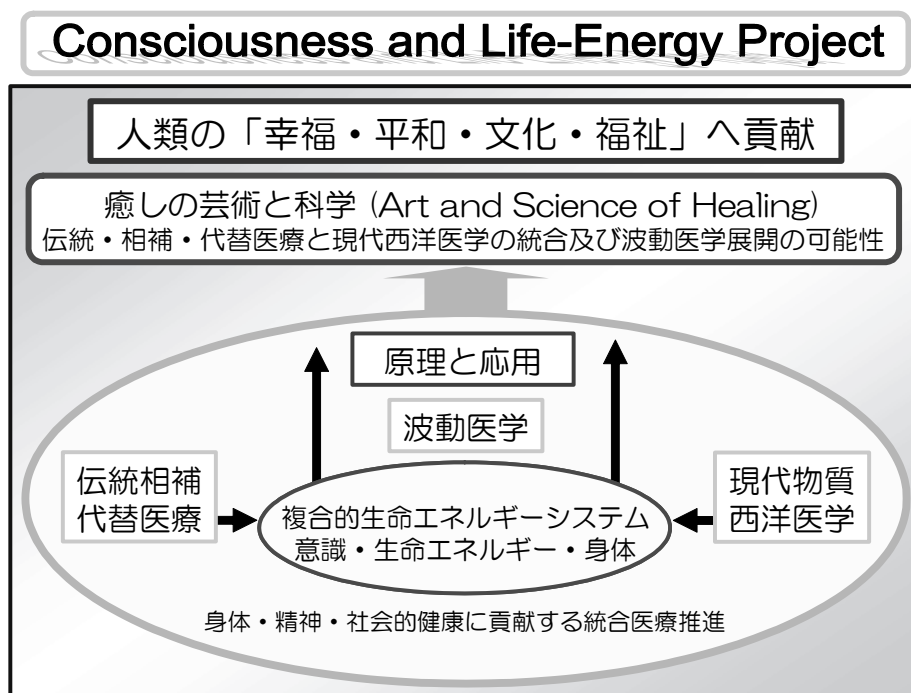 Consciousness and Life-Energy Project
人類の「幸福・平和・文化・福祉」へ貢献
癒しの芸術と科学 (Art and Science of Healing)
伝統・相補・代替医療と現代西洋医学の統合及び波動医学展開の可能性
原理と応用
波動医学
伝統相補
代替医療
現代物質
西洋医学
複合的生命エネルギーシステム
意識・生命エネルギー・身体
身体・精神・社会的健康に貢献する統合医療推進